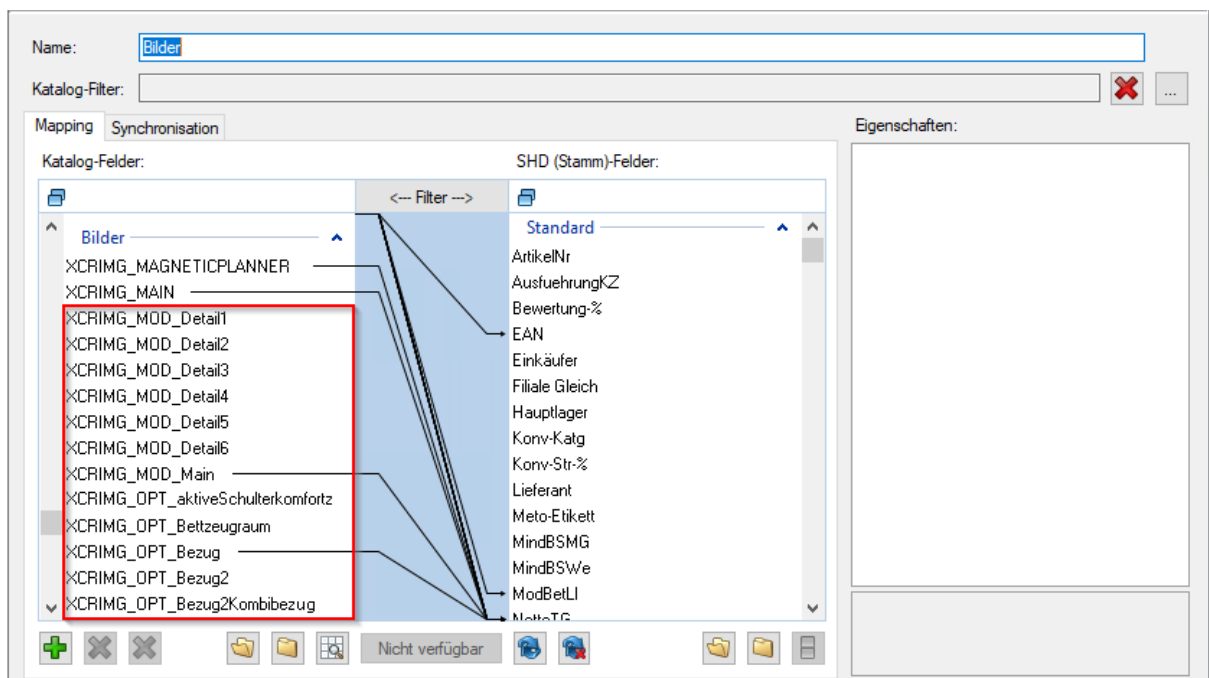 Name: Bilder
Katalog-Filter: ...
Mapping Synchronisation Eigenschaften:
Katalog-Felder: SHD (Stamm)-Felder:
<--- Filter --->
Bilder
XCRIMG_MAGNETICPLANNER
XCRIMG_MAIN
XCRIMG_MOD_Detail1
XCRIMG_MOD_Detail2
XCRIMG_MOD_Detail3
XCRIMG_MOD_Detail4
XCRIMG_MOD_Detail5
XCRIMG_MOD_Detail6
XCRIMG_MOD_Main
XCRIMG_OPT_aktiveSchulterkomfortz
XCRIMG_OPT_Bettzeugraum
XCRIMG_OPT_Bezug
XCRIMG_OPT_Bezug2
XCRIMG_OPT_Bezug2Kombibezug
Standard
ArtikelNr
AusfuehrungKZ
Bewertung-%
EAN
Einkäufer
Filiale Gleich
Hauptlager
Konv-Katg
Konv-Str-%
Lieferant
Meto-Etikett
MindBSMG
MindBSWe
ModBetLI
NettoTG
Nicht verfügbar